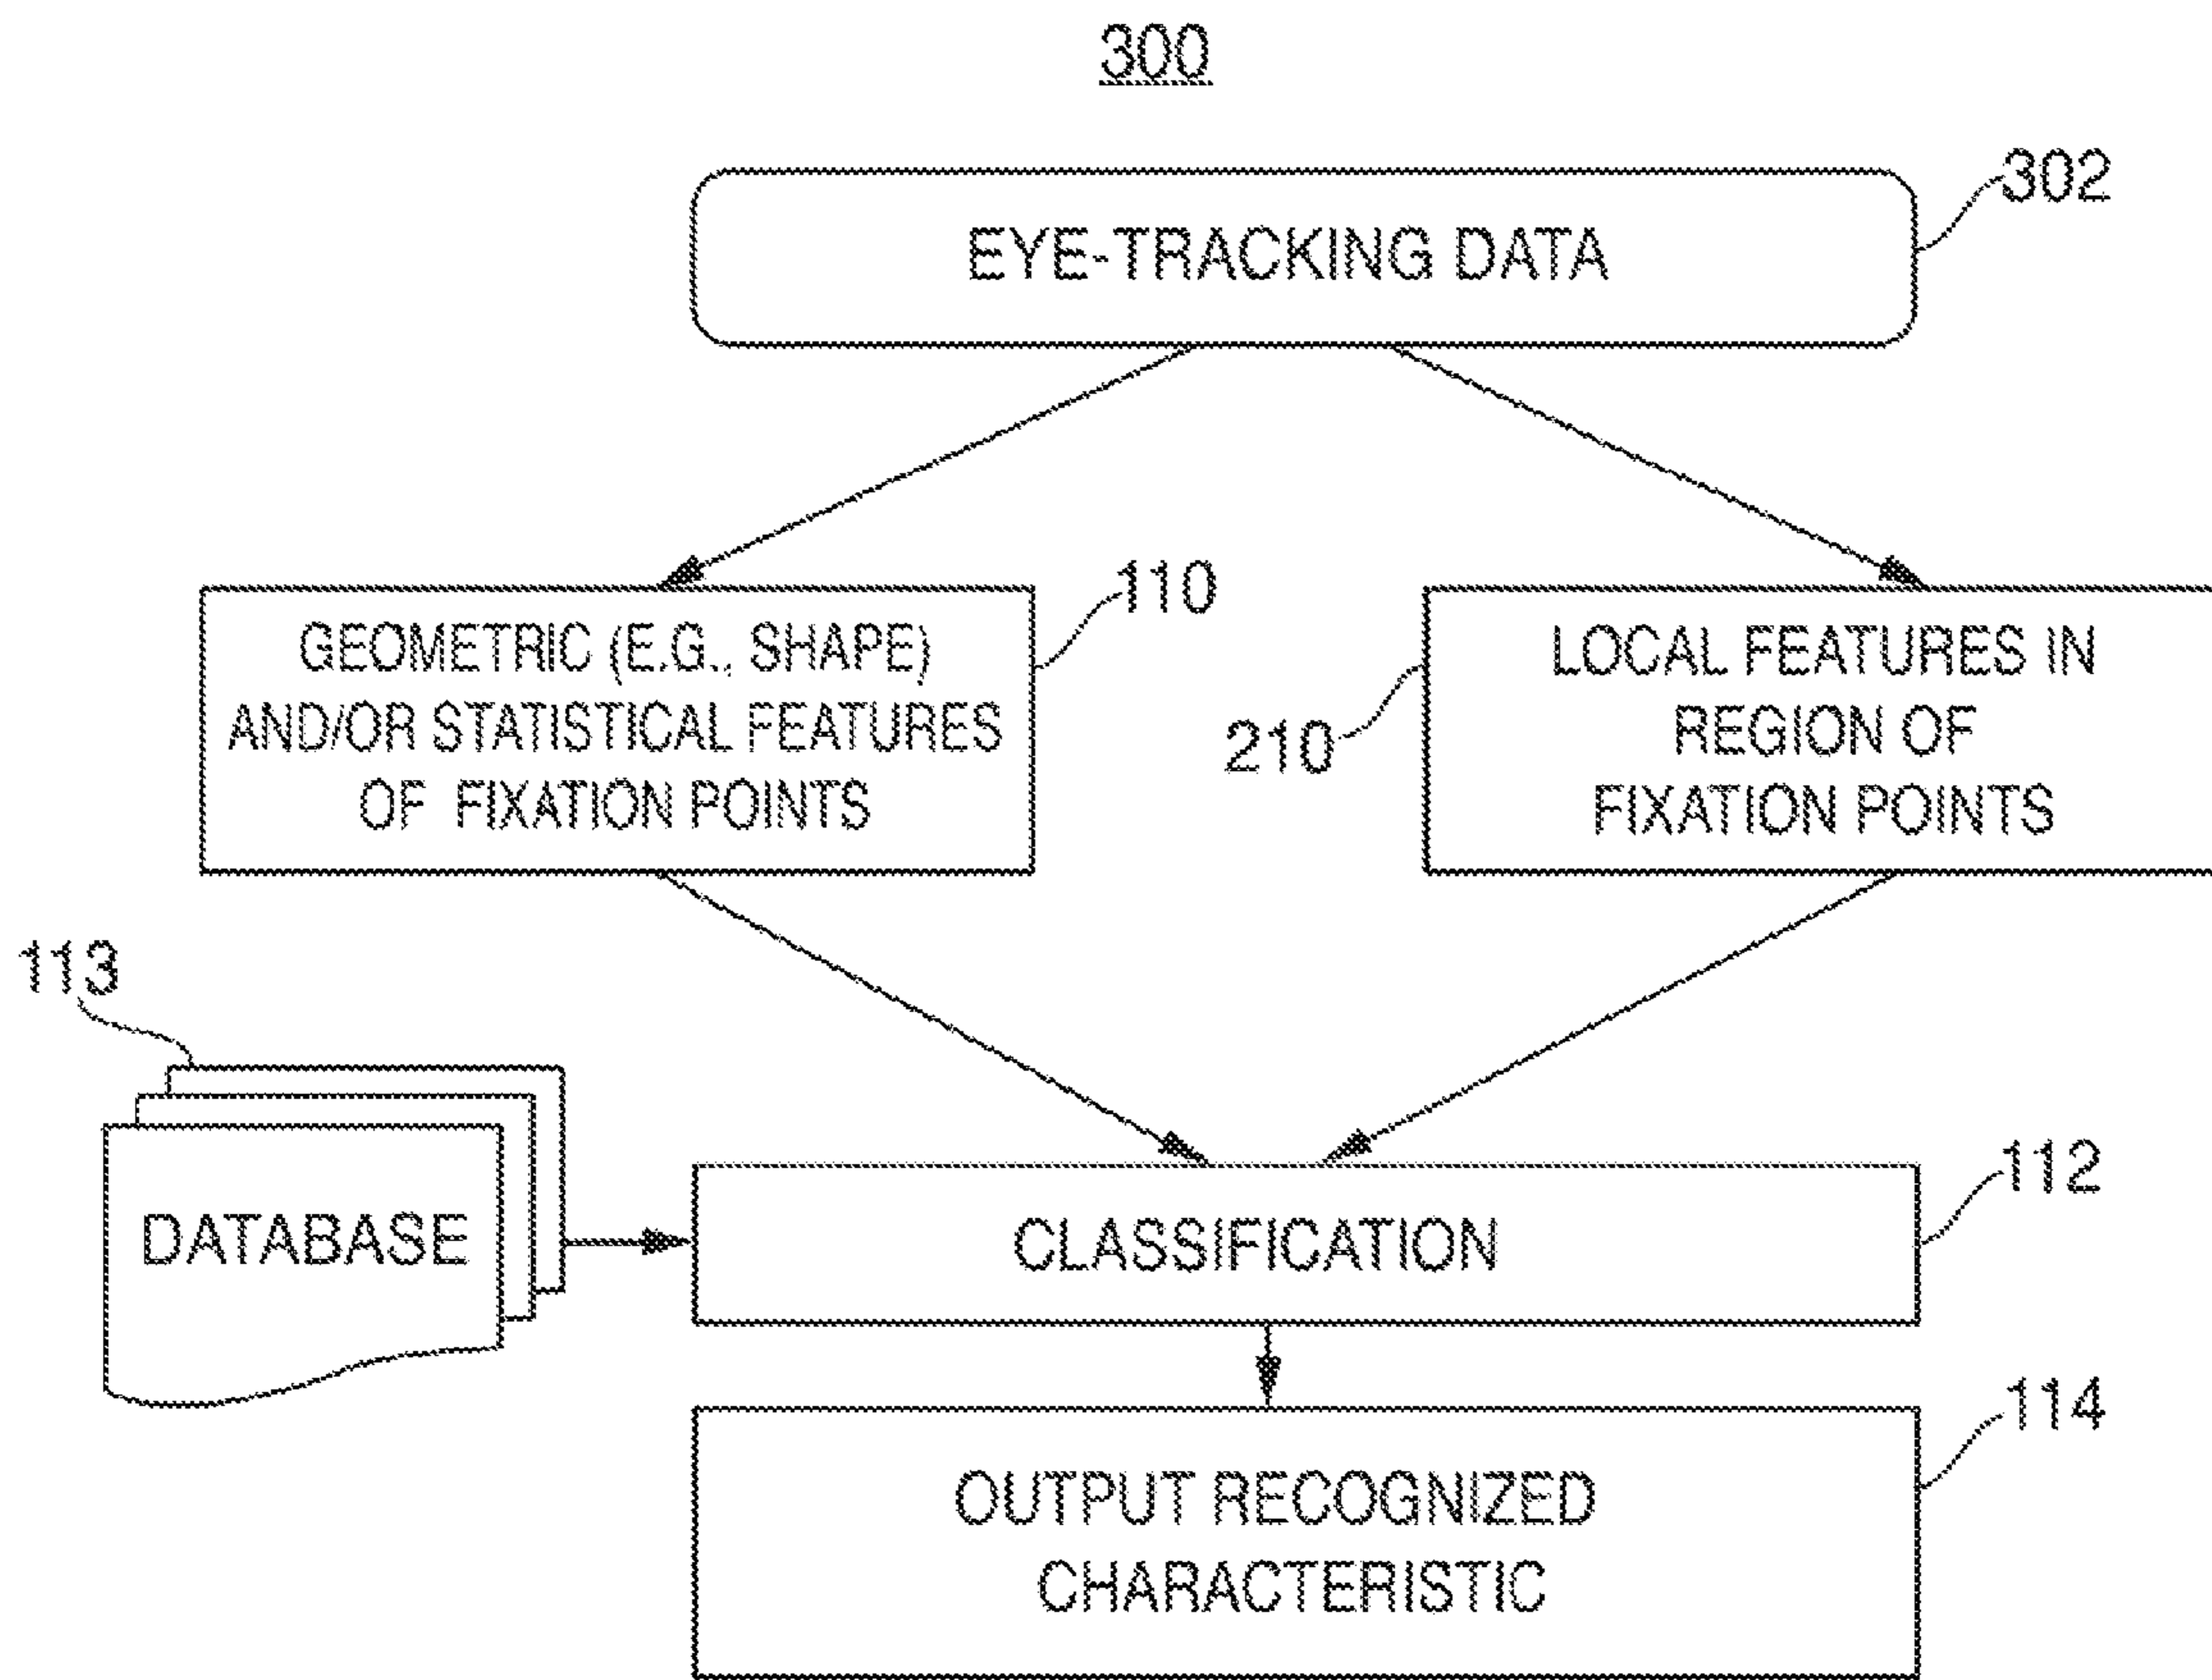 300
302
EYE-TRACKING DATA
110
GEOMETRIC (E.G., SHAPE)
AND/OR STATISTICAL FEATURES
OF FIXATION POINTS
210
LOCAL FEATURES IN
REGION OF
FIXATION POINTS
113
DATABASE
112
CLASSIFICATION
114
OUTPUT RECOGNIZED
CHARACTERISTIC